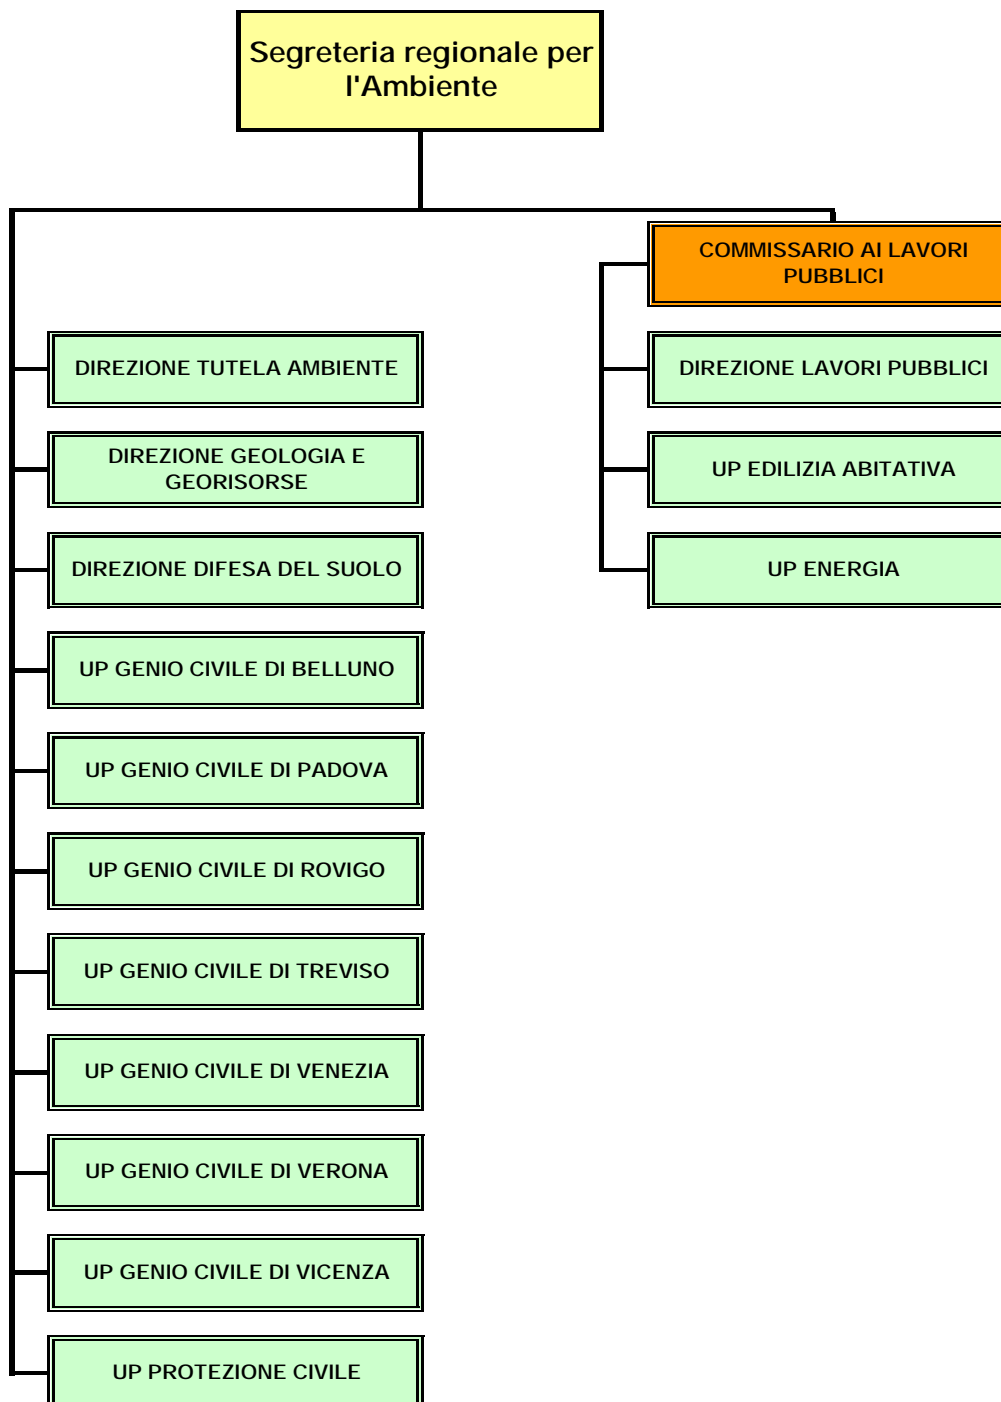 Segreteria regionale per
l'Ambiente
COMMISSARIO AI LAVORI
PUBBLICI
DIREZIONE TUTELA AMBIENTE
DIREZIONE GEOLOGIA E
GEORISORSE
DIREZIONE DIFESA DEL SUOLO
UP GENIO CIVILE DI BELLUNO
UP GENIO CIVILE DI PADOVA
UP GENIO CIVILE DI ROVIGO
UP GENIO CIVILE DI TREVISO
UP GENIO CIVILE DI VENEZIA
UP GENIO CIVILE DI VERONA
UP GENIO CIVILE DI VICENZA
UP PROTEZIONE CIVILE
DIREZIONE LAVORI PUBBLICI
UP EDILIZIA ABITATIVA
UP ENERGIA